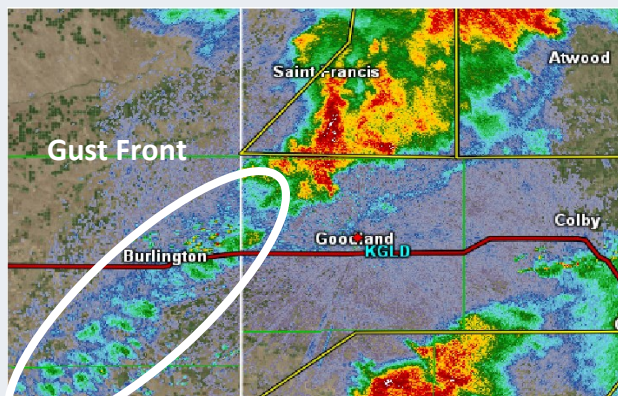 Saint Francis
Atwood
Gust Front
Colby
Goodland
KGLD
Burlington